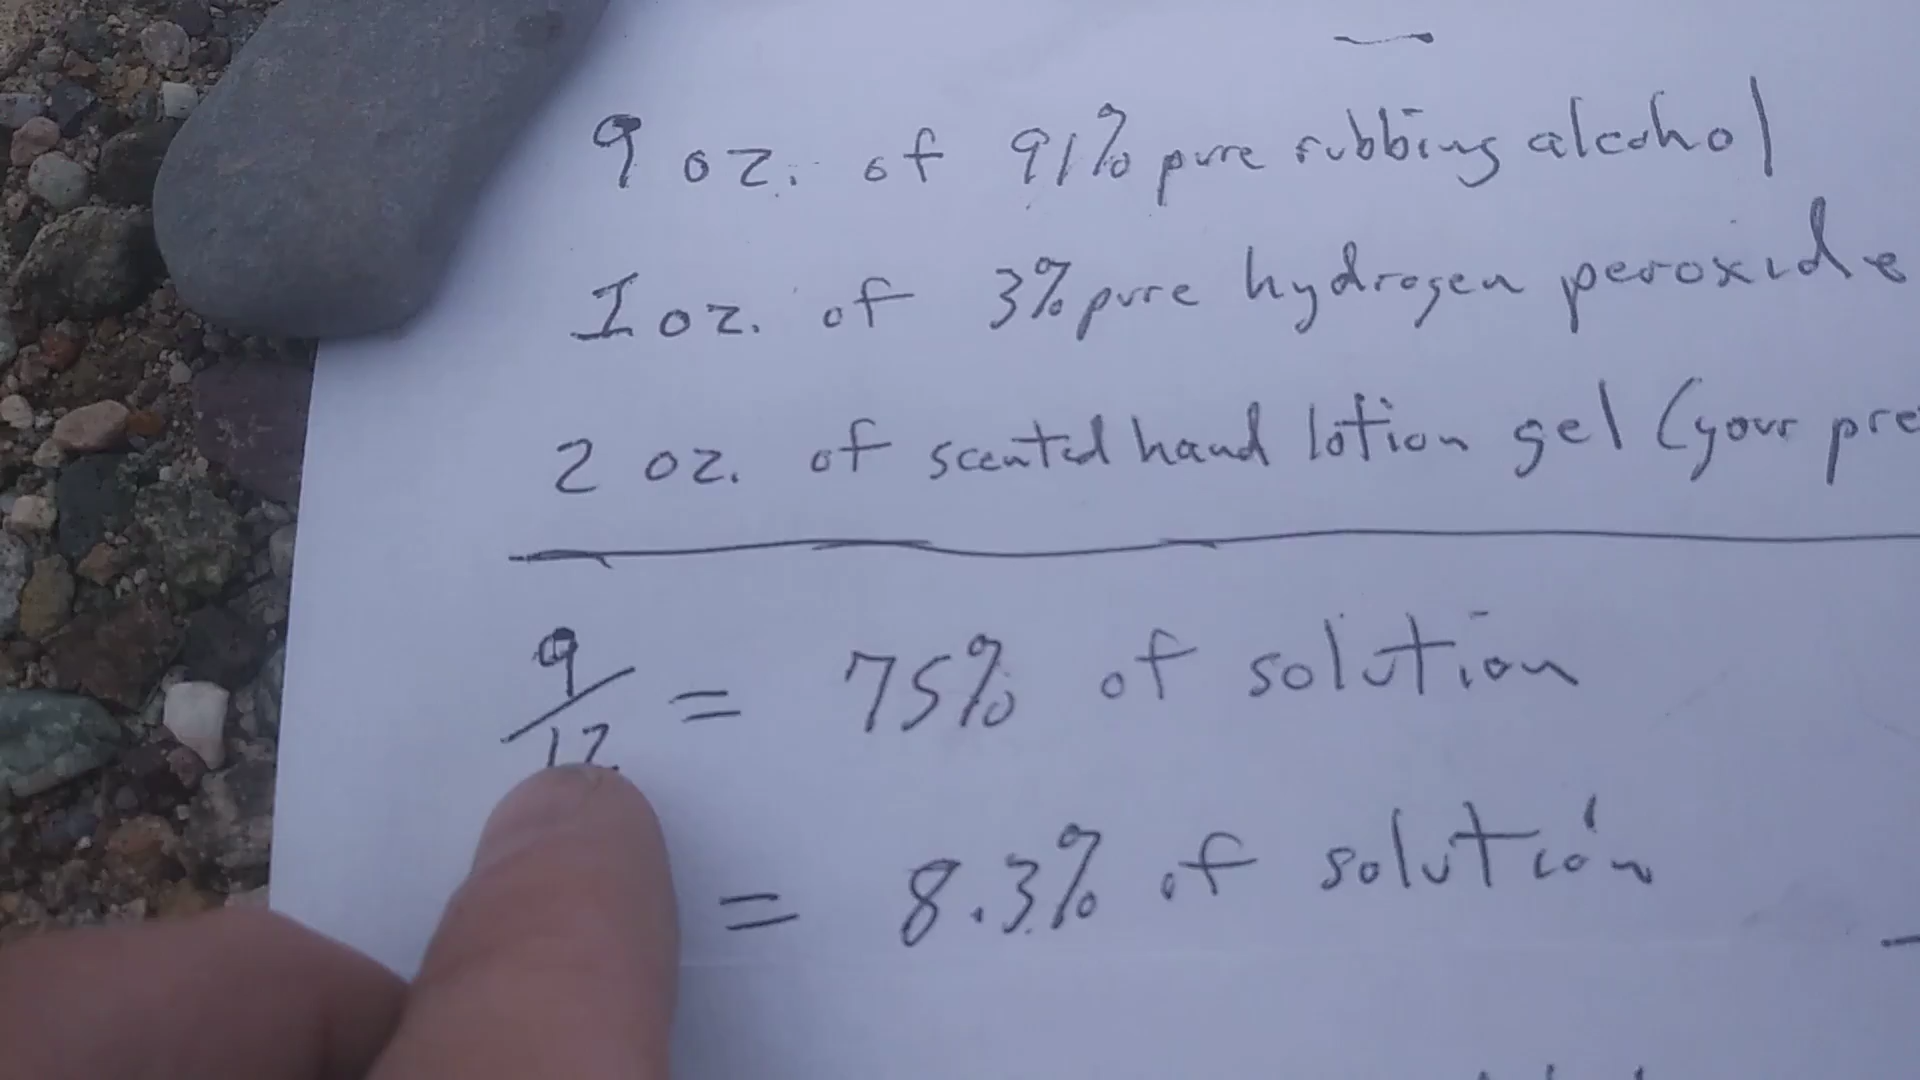 9 oz. of 91% pure rubbing alcohol
1 oz. of 3% pure hydrogen peroxide
2 oz. of scented hand lotion gel (your pre
9/12 = 75% of solution
= 8.3% of solution